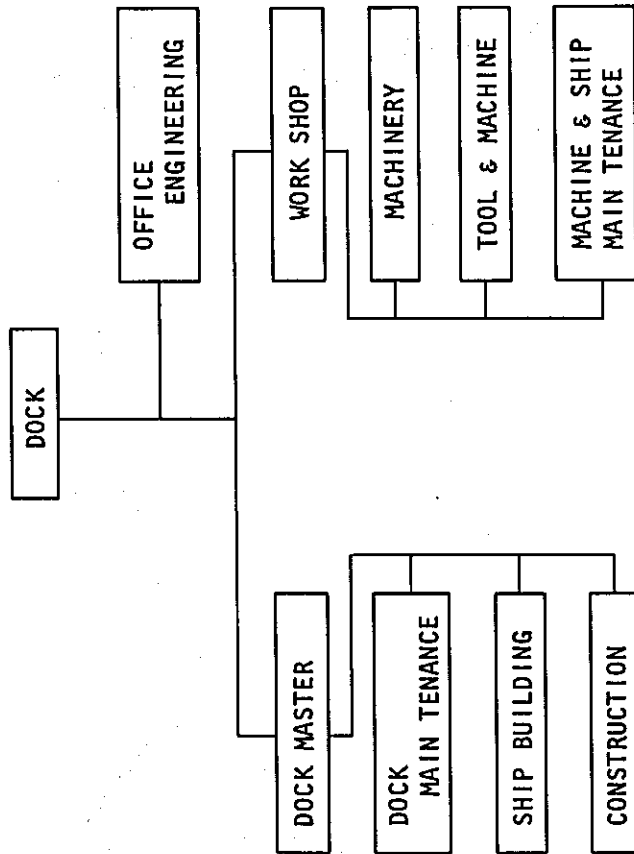 DOCK
OFFICE
ENGINEERING
DOCK MASTER
WORK SHOP
DOCK
MAIN TENANCE
MACHINERY
SHIP BUILDING
TOOL & MACHINE
CONSTRUCTION
MACHINE & SHIP
MAIN TENANCE